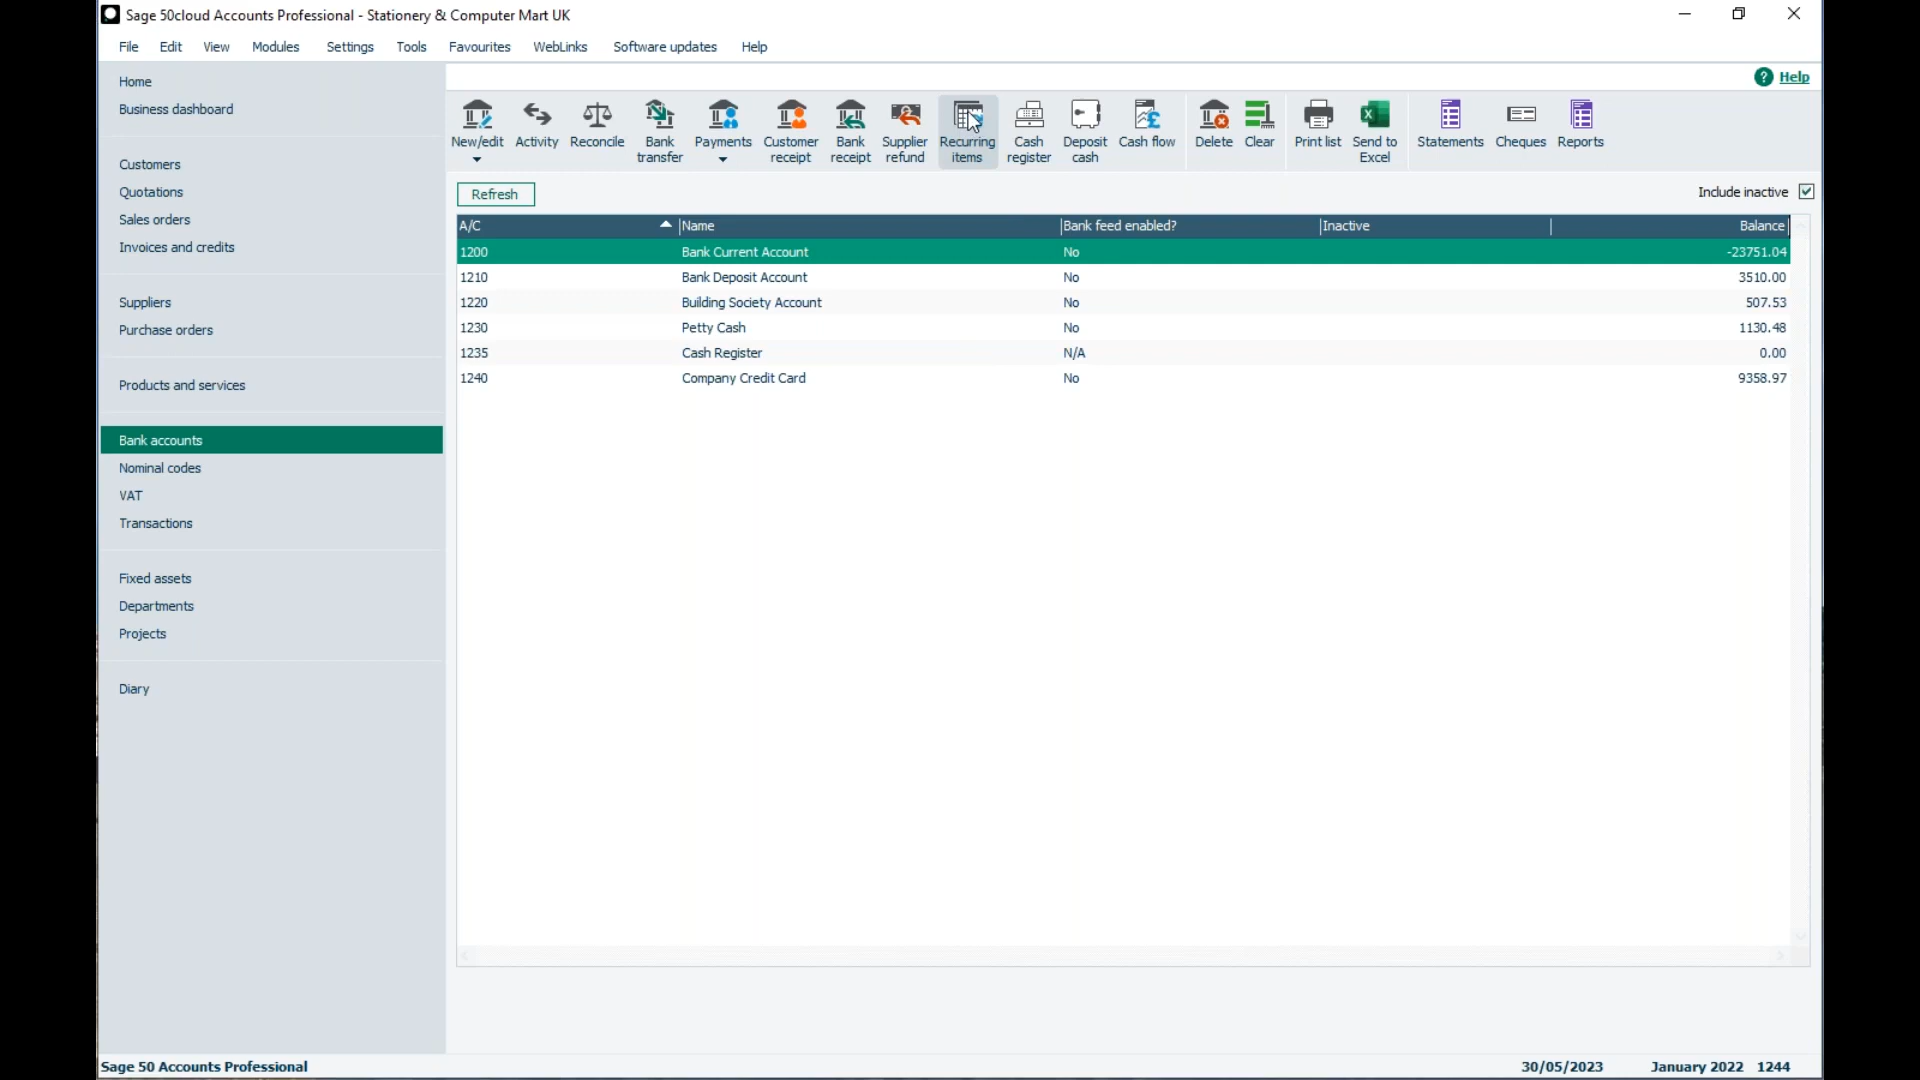 Sage 50cloud Accounts Professional - Stationery & Computer Mart UK
File Edit View Modules Settings Tools Favourites WebLinks Software updates Help
Help
Home
Business dashboard
Customers
Quotations
Sales orders
Invoices and credits
Suppliers
Purchase orders
Products and services
Bank accounts
Nominal codes
VAT
Transactions
Fixed assets
Departments
Projects
Diary
New/edit Activity Reconcile Bank transfer Payments Customer receipt Bank receipt Supplier refund Recurring items Cash register Deposit cash Cash flow Delete Clear Print list Send to Excel Statements Cheques Reports
Refresh Include inactive
A/C Name Bank feed enabled? Inactive Balance
1200 Bank Current Account No -23751.04
1210 Bank Deposit Account No 3510.00
1220 Building Society Account No 507.53
1230 Petty Cash No 1130.48
1235 Cash Register N/A 0.00
1240 Company Credit Card No 9358.97
Sage 50 Accounts Professional 30/05/2023 January 2022 1244